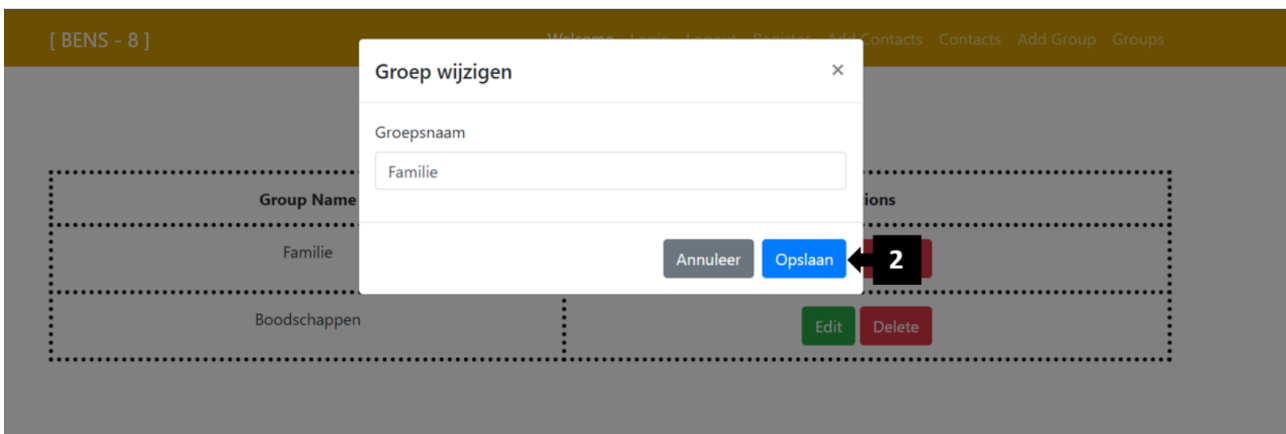 [ BENS - 8 ]
Welcome Login Logout Register Add Contacts Contacts Add Group Groups
Groep wijzigen ×
Groepsnaam
Familie
Group Name ions
Familie
Annuleer Opslaan 2
Boodschappen Edit Delete